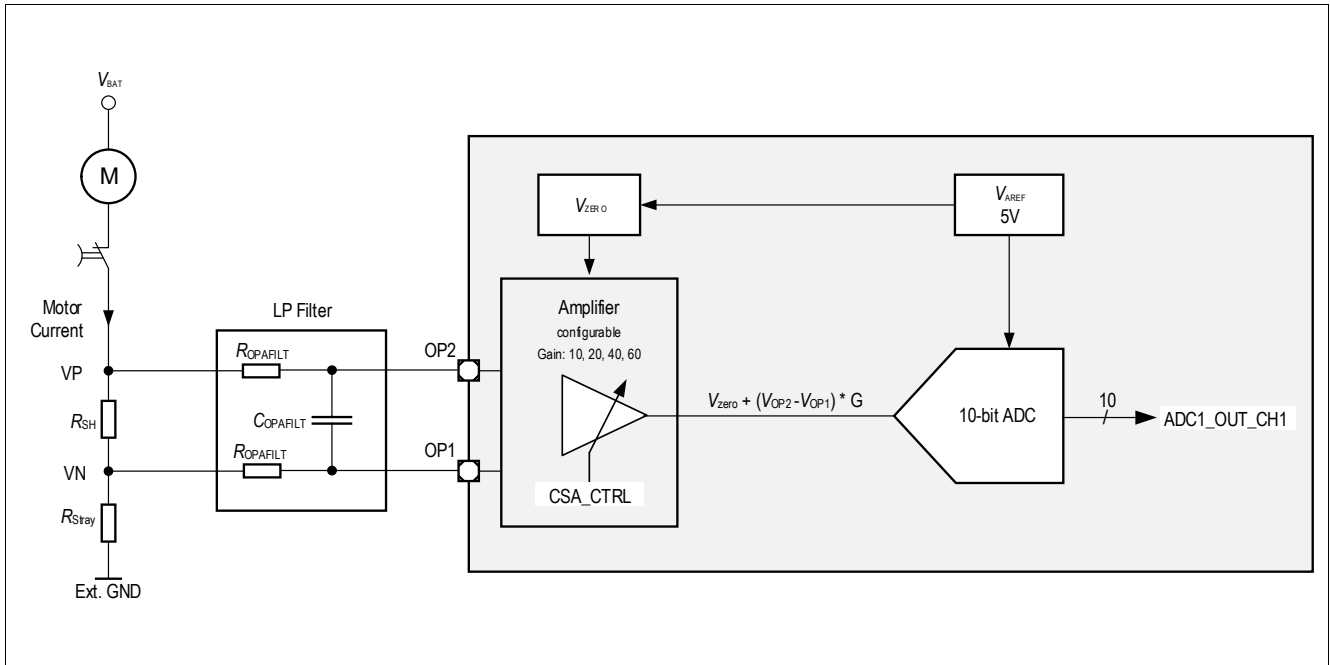 VBAT
M
Motor
Current
VP
RSH
VN
RStray
Ext. GND
LP Filter
ROPAFILT
COPAFILT
ROPAFILT
OP2
OP1
VZERO
VAREF
5V
Amplifier
configurable
Gain: 10, 20, 40, 60
CSA_CTRL
Vzero + (VOP2 -VOP1) * G
10-bit ADC
10
ADC1_OUT_CH1